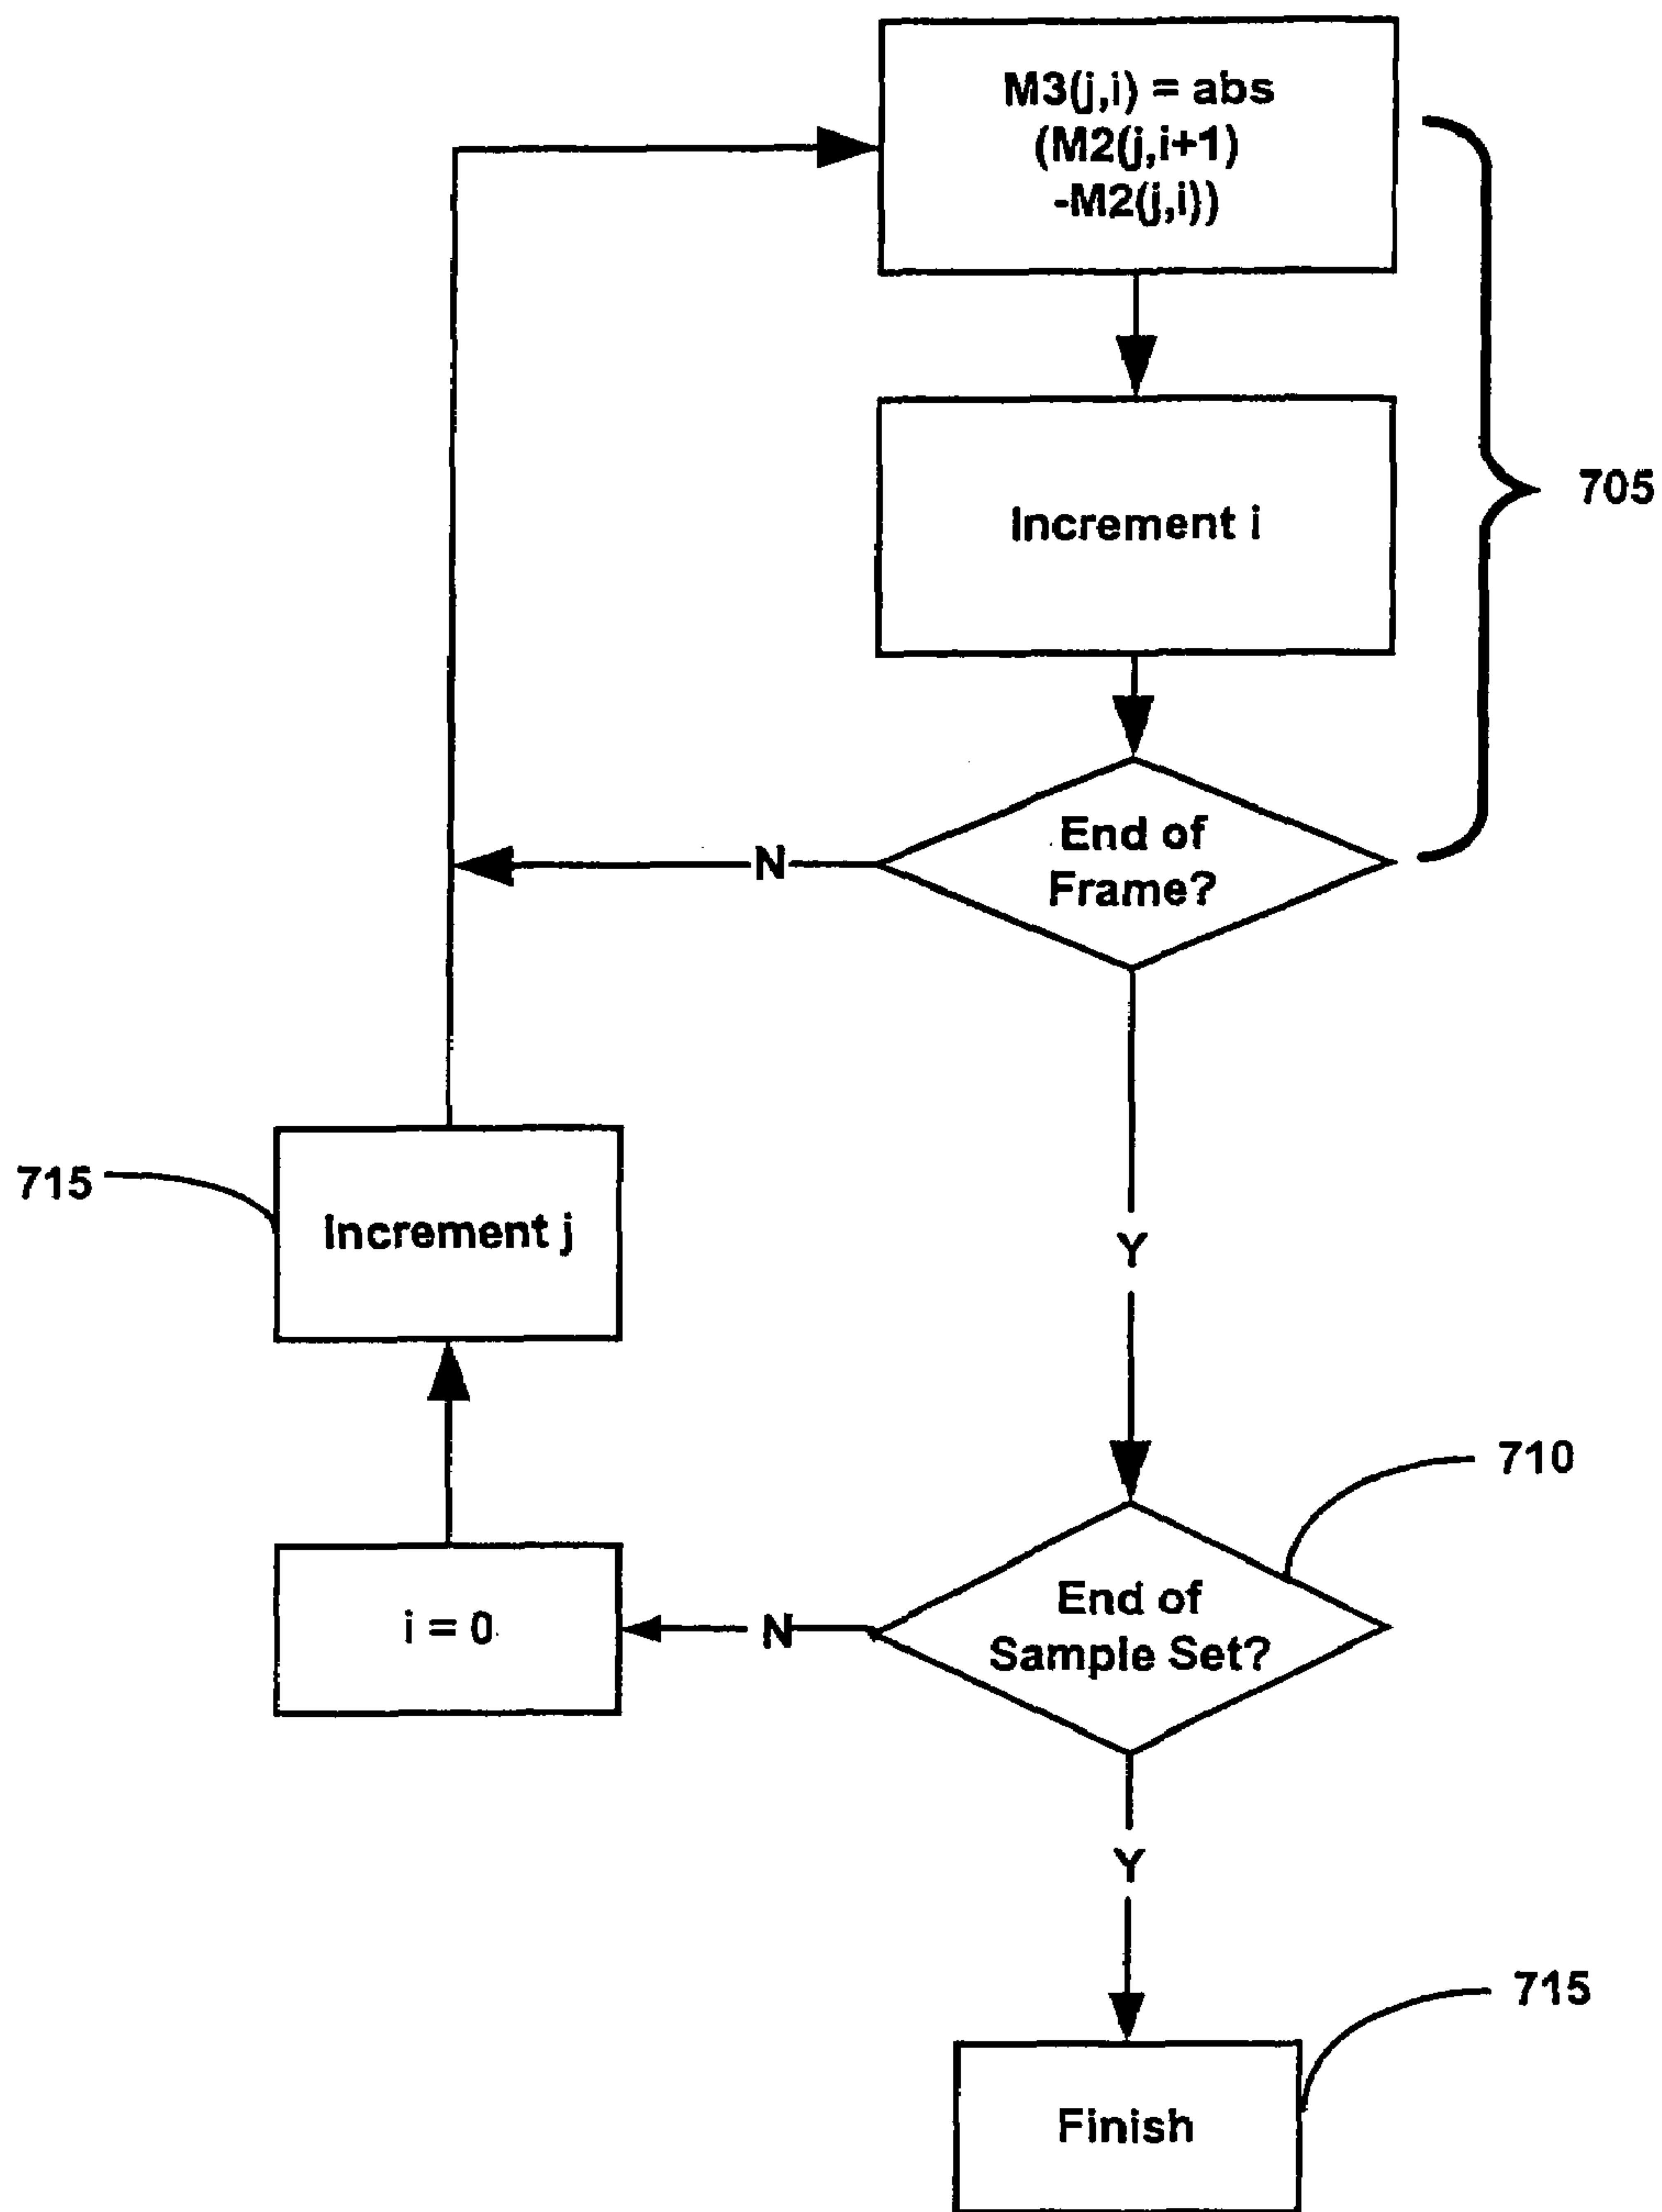 M3(j,i) = abs
(M2(j,i+1)
-M2(j,i))
705
Increment i
End of
Frame?
N
715
Increment j
Y
710
End of
Sample Set?
N
i = 0
Y
715
Finish